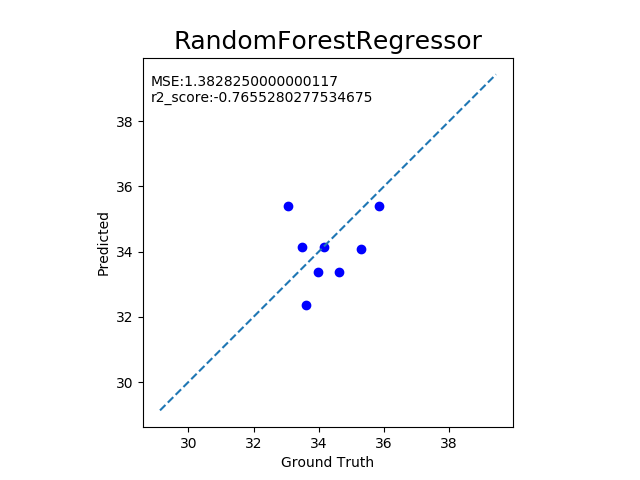 RandomForestRegressor
MSE:1.3828250000000117
r2_score:-0.7655280277534675
38
36
34
32
30
Predicted
30 32 34 36 38
Ground Truth